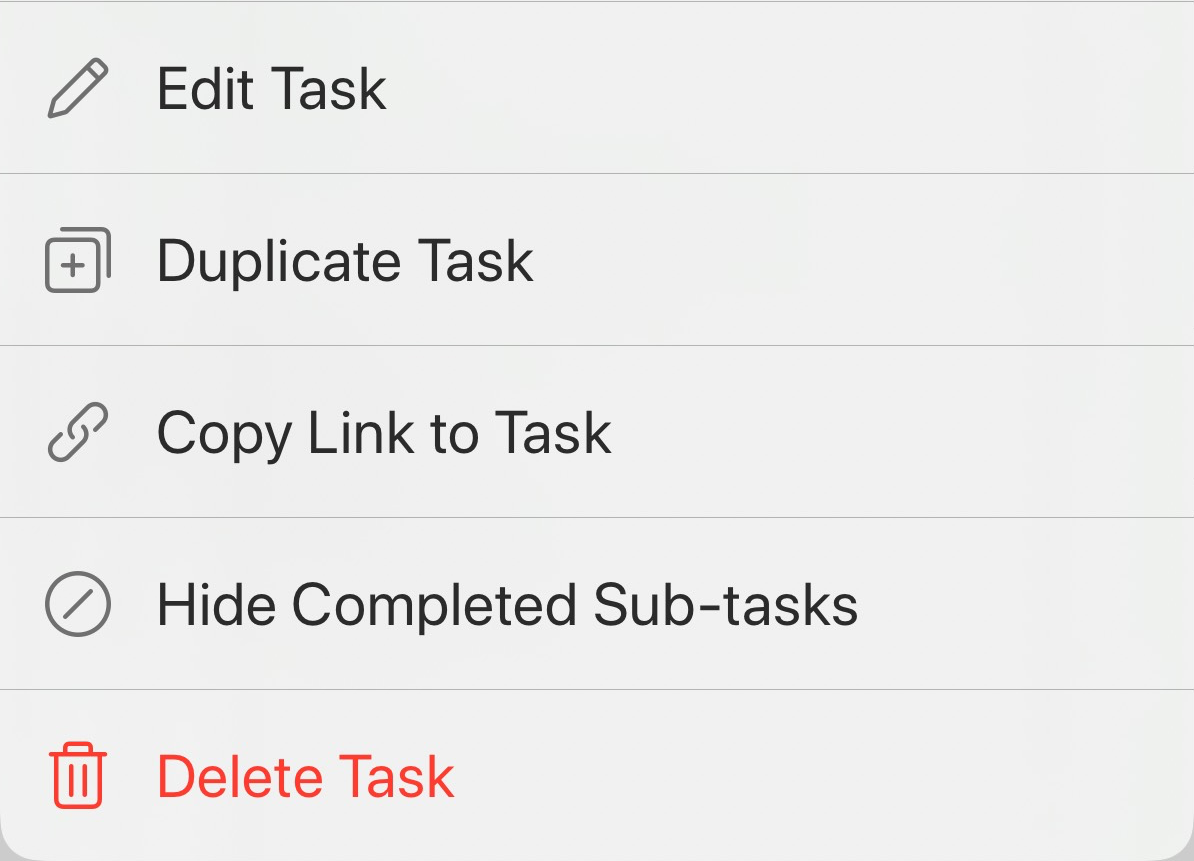 Edit Task
Duplicate Task
Copy Link to Task
Hide Completed Sub-tasks
Delete Task